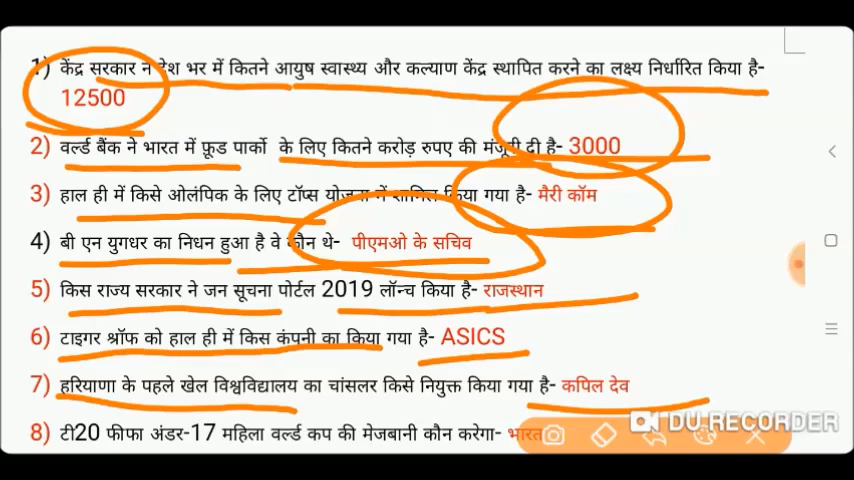 1) केंद्र सरकार ने देश भर में कितने आयुष स्वास्थ्य और कल्याण केंद्र स्थापित करने का लक्ष्य निर्धारित किया है-
12500
2) वर्ल्ड बैंक ने भारत में फ़ूड पार्को के लिए कितने करोड़ रुपए की मंजूरी दी है- 3000
3) हाल ही में किसे ओलंपिक के लिए टॉप्स योजना में शामिल किया गया है- मैरी कॉम
4) बी एन युगधर का निधन हुआ है वे कौन थे- पीएमओ के सचिव
5) किस राज्य सरकार ने जन सूचना पोर्टल 2019 लॉन्च किया है- राजस्थान
6) टाइगर श्रॉफ को हाल ही में किस कंपनी का किया गया है- ASICS
7) हरियाणा के पहले खेल विश्वविद्यालय का चांसलर किसे नियुक्त किया गया है- कपिल देव
DU RECORDER
8) टी20 फीफा अंडर-17 महिला वर्ल्ड कप की मेजबानी कौन करेगा- भारत